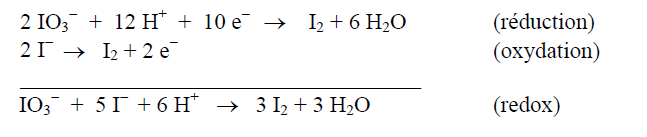 2 IO₃⁻ + 12 H⁺ + 10 e⁻ → I₂ + 6 H₂O (réduction)
2 I⁻ → I₂ + 2 e⁻ (oxydation)
IO₃⁻ + 5 I⁻ + 6 H⁺ → 3 I₂ + 3 H₂O (redox)